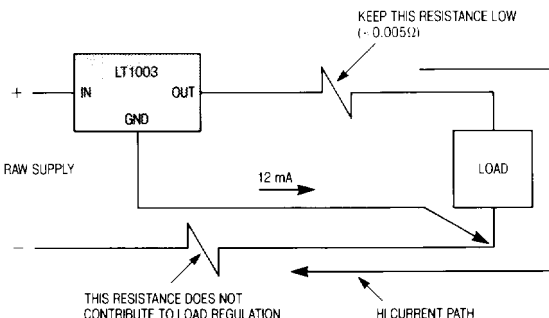 KEEP THIS RESISTANCE LOW
(~0.005Ω)
LT1003
+
IN
OUT
GND
RAW SUPPLY
LOAD
12 mA
–
THIS RESISTANCE DOES NOT
CONTRIBUTE TO LOAD REGULATION
HI CURRENT PATH